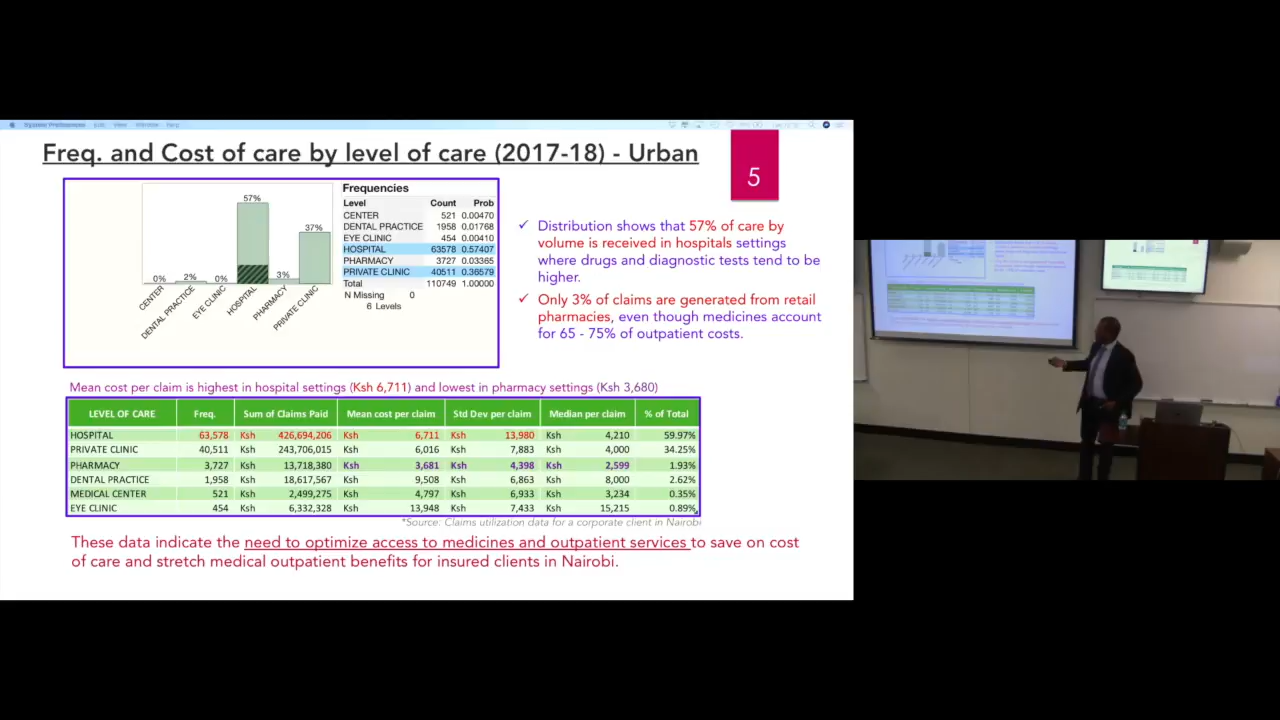 Freq. and Cost of care by level of care (2017-18) - Urban
5
57%
37%
0%
2%
0%
3%
CENTER
DENTAL PRACTICE
EYE CLINIC
HOSPITAL
PHARMACY
PRIVATE CLINIC
Frequencies
Level Count Prob
CENTER 521 0.00470
DENTAL PRACTICE 1958 0.01768
EYE CLINIC 454 0.00410
HOSPITAL 63578 0.57407
PHARMACY 3727 0.03365
PRIVATE CLINIC 40511 0.36579
Total 110749 1.00000
N Missing 0
6 Levels
✓ Distribution shows that 57% of care by
volume is received in hospitals settings
where drugs and diagnostic tests tend to be
higher.
✓ Only 3% of claims are generated from retail
pharmacies, even though medicines account
for 65 - 75% of outpatient costs.
Mean cost per claim is highest in hospital settings (Ksh 6,711) and lowest in pharmacy settings (Ksh 3,680)
LEVEL OF CARE Freq. Sum of Claims Paid Mean cost per claim Std Dev per claim Median per claim % of Total
HOSPITAL 63,578 Ksh 426,694,206 Ksh 6,711 Ksh 13,980 Ksh 4,210 59.97%
PRIVATE CLINIC 40,511 Ksh 243,706,015 Ksh 6,016 Ksh 7,883 Ksh 4,000 34.25%
PHARMACY 3,727 Ksh 13,718,380 Ksh 3,681 Ksh 4,398 Ksh 2,599 1.93%
DENTAL PRACTICE 1,958 Ksh 18,617,567 Ksh 9,508 Ksh 6,863 Ksh 8,000 2.62%
MEDICAL CENTER 521 Ksh 2,499,275 Ksh 4,797 Ksh 6,933 Ksh 3,234 0.35%
EYE CLINIC 454 Ksh 6,332,328 Ksh 13,948 Ksh 7,433 Ksh 15,215 0.89%
*Source: Claims utilization data for a corporate client in Nairobi
These data indicate the need to optimize access to medicines and outpatient services to save on cost
of care and stretch medical outpatient benefits for insured clients in Nairobi.